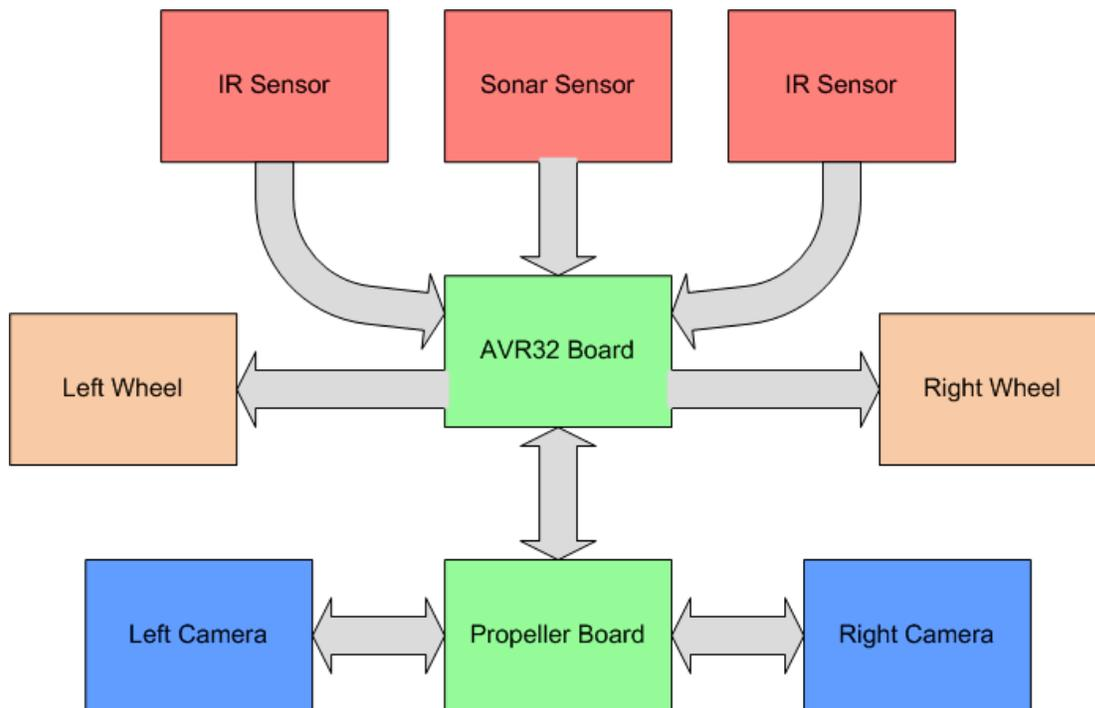 IR Sensor
Sonar Sensor
IR Sensor
AVR32 Board
Left Wheel
Right Wheel
Left Camera
Propeller Board
Right Camera